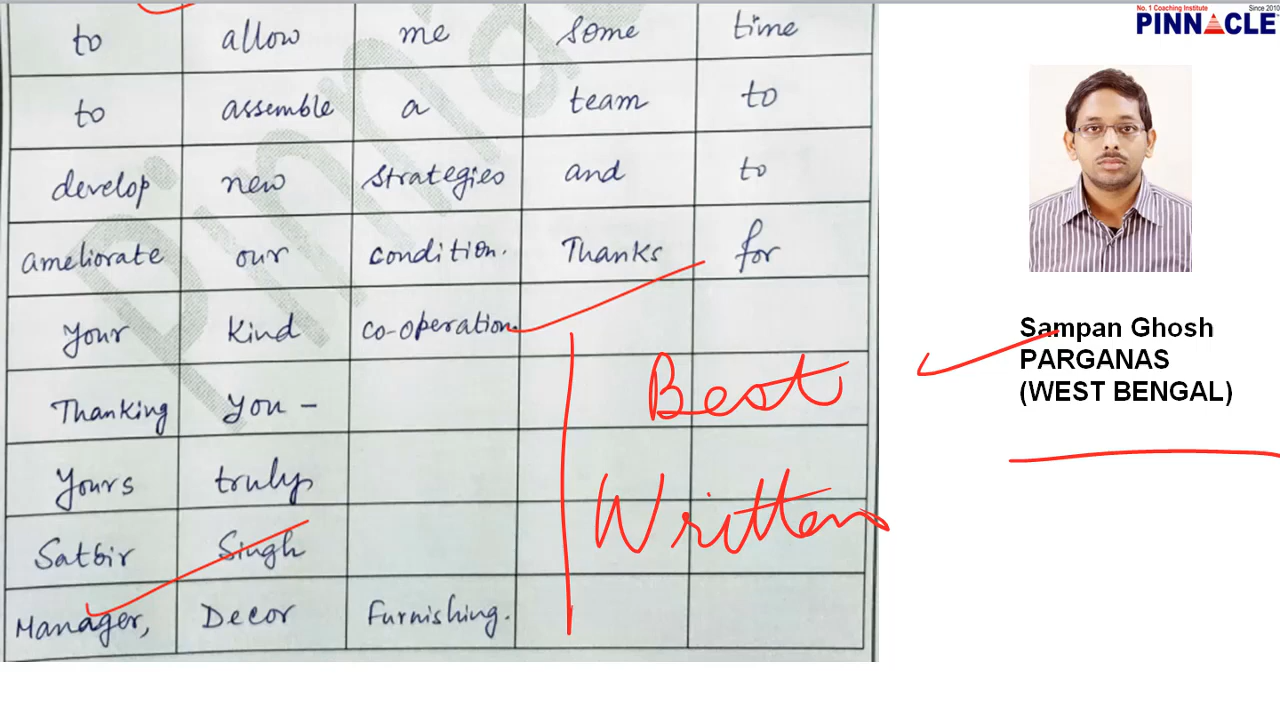 No. 1 Coaching Institute Since 2010
PINNACLE
to allow me some time
to assemble a team to
develop new strategies and to
ameliorate our condition. Thanks for
Your kind co-operation.
Thanking You -
Yours truly
Satbir Singh
Manager, Decor Furnishing.
Best
Written
Sampan Ghosh
PARGANAS
(WEST BENGAL)
Pinna